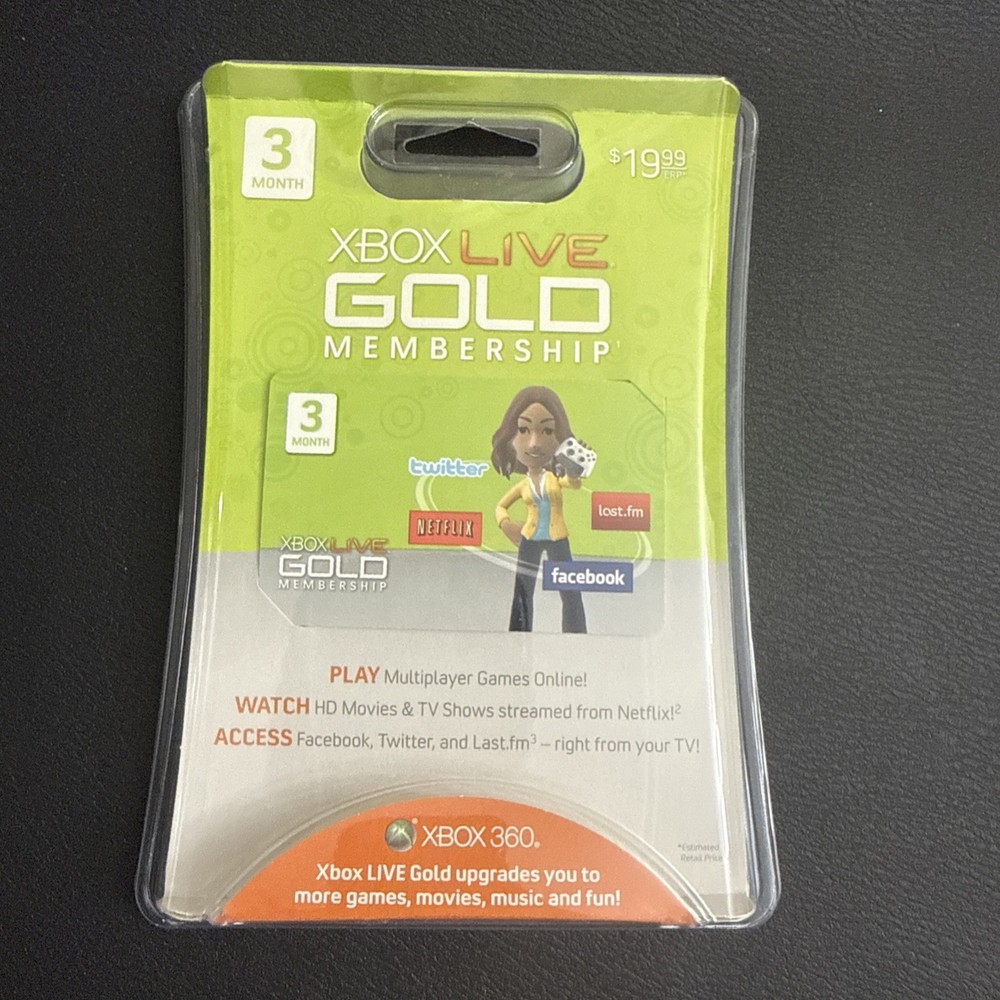 3
MONTH
$19.99
ERP*
XBOX LIVE
GOLD
MEMBERSHIP¹
3
MONTH
twitter
NETFLIX
last.fm
facebook
XBOX LIVE
GOLD
MEMBERSHIP
PLAY Multiplayer Games Online!
WATCH HD Movies & TV Shows streamed from Netflix!²
ACCESS Facebook, Twitter, and Last.fm³ – right from your TV!
XBOX 360®
*Estimated
Retail Price
Xbox LIVE Gold upgrades you to
more games, movies, music and fun!